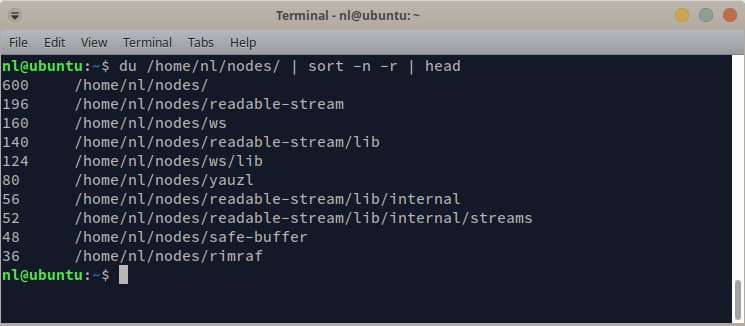 Terminal - nl@ubuntu: ~
File Edit View Terminal Tabs Help
nl@ubuntu:~$ du /home/nl/nodes/ | sort -n -r | head
600 /home/nl/nodes/
196 /home/nl/nodes/readable-stream
160 /home/nl/nodes/ws
140 /home/nl/nodes/readable-stream/lib
124 /home/nl/nodes/ws/lib
80 /home/nl/nodes/yauzl
56 /home/nl/nodes/readable-stream/lib/internal
52 /home/nl/nodes/readable-stream/lib/internal/streams
48 /home/nl/nodes/safe-buffer
36 /home/nl/nodes/rimraf
nl@ubuntu:~$